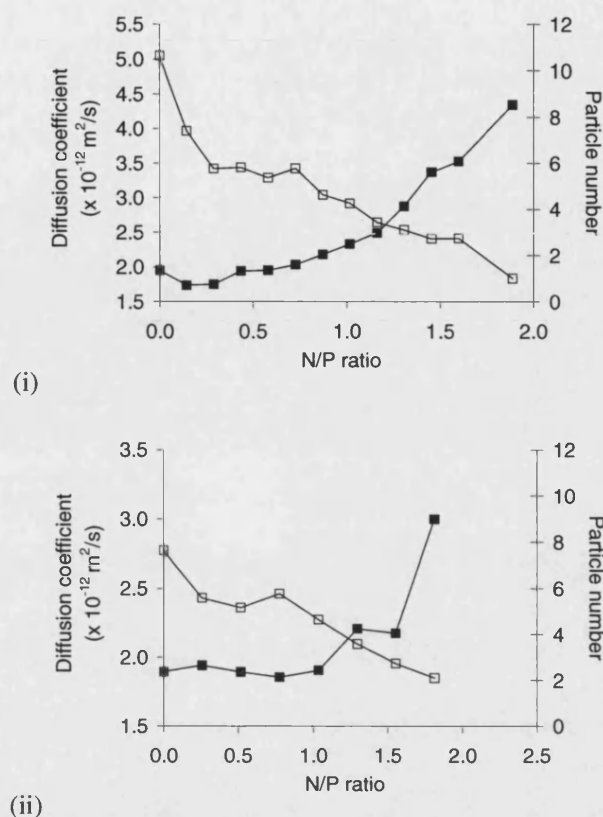 5.5
5.0
4.5
4.0
3.5
3.0
2.5
2.0
1.5
Diffusion coefficient
(x 10⁻¹² m²/s)
12
10
8
6
4
2
0
Particle number
0.0 0.5 1.0 1.5 2.0
N/P ratio
(i)
3.5
3.0
2.5
2.0
1.5
Diffusion coefficient
(x 10⁻¹² m²/s)
12
10
8
6
4
2
0
Particle number
0.0 0.5 1.0 1.5 2.0 2.5
N/P ratio
(ii)